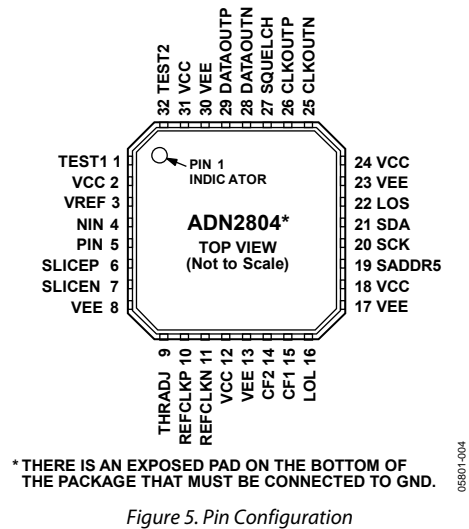 32 TEST2
31 VCC
30 VEE
29 DATAOUTP
28 DATAOUTN
27 SQUELCH
26 CLKOUTP
25 CLKOUTN
TEST1 1
VCC 2
VREF 3
NIN 4
PIN 5
SLICEP 6
SLICEN 7
VEE 8
PIN 1
INDIC ATOR
ADN2804*
TOP VIEW
(Not to Scale)
24 VCC
23 VEE
22 LOS
21 SDA
20 SCK
19 SADDR5
18 VCC
17 VEE
THRADJ 9
REFCLKP 10
REFCLKN 11
VCC 12
VEE 13
CF2 14
CF1 15
LOL 16
* THERE IS AN EXPOSED PAD ON THE BOTTOM OF
THE PACKAGE THAT MUST BE CONNECTED TO GND.
05801-004
Figure 5. Pin Configuration